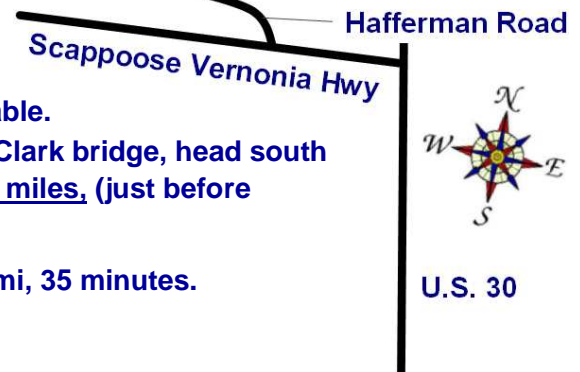 Hafferman Road
Scappoose Vernonia Hwy
able.
Clark bridge, head south
miles, (just before
mi, 35 minutes.
N
W
E
S
U.S. 30